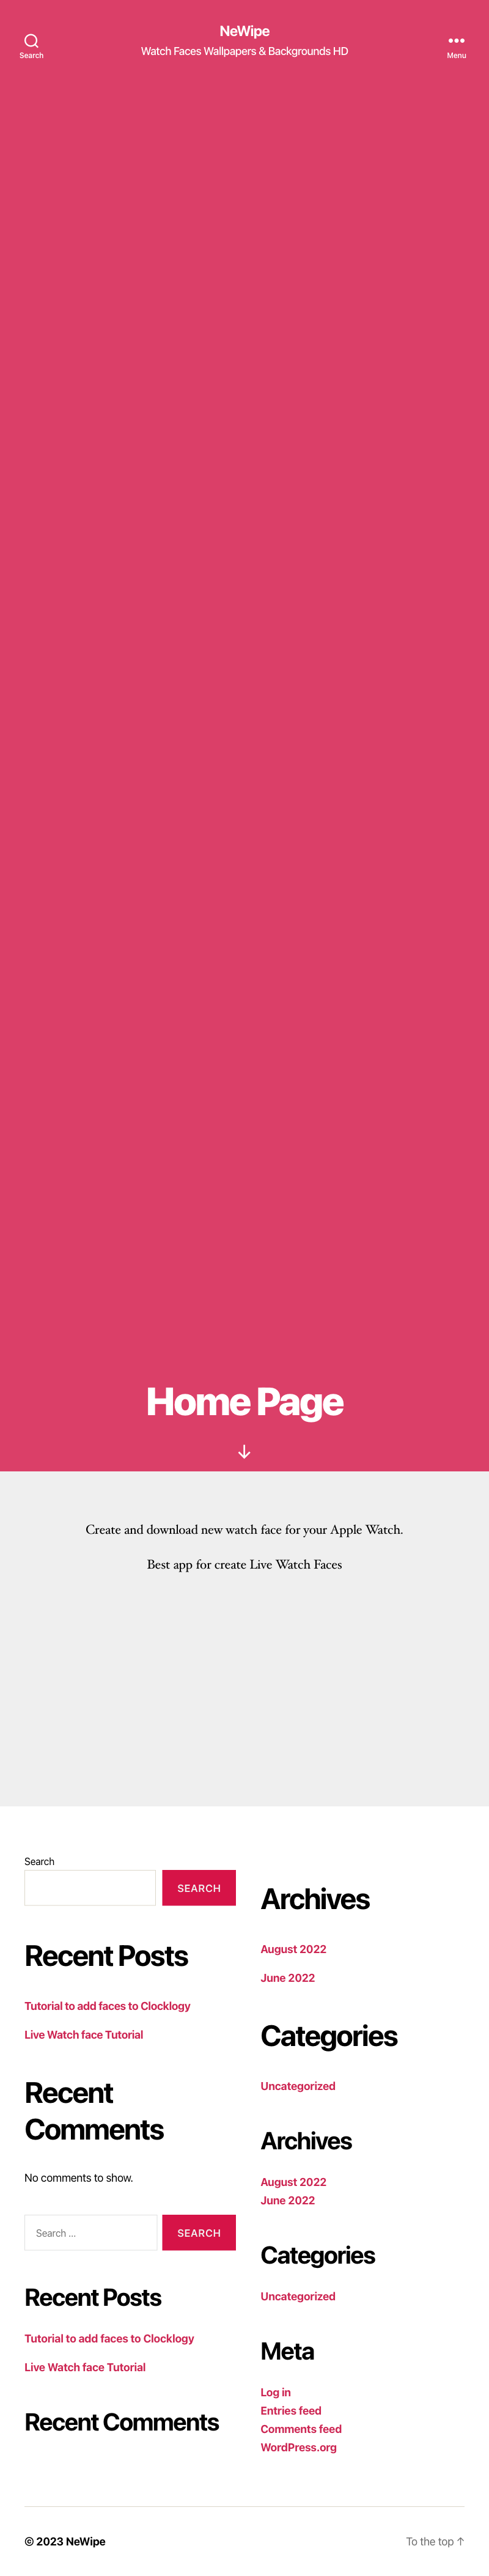 NeWipe
Watch Faces Wallpapers & Backgrounds HD
Search
Menu
Home Page
↓
Create and download new watch face for your Apple Watch.
Best app for create Live Watch Faces
Search
SEARCH
Recent Posts
Tutorial to add faces to Clocklogy
Live Watch face Tutorial
Recent
Comments
No comments to show.
Search …
SEARCH
Recent Posts
Tutorial to add faces to Clocklogy
Live Watch face Tutorial
Recent Comments
Archives
August 2022
June 2022
Categories
Uncategorized
Archives
August 2022
June 2022
Categories
Uncategorized
Meta
Log in
Entries feed
Comments feed
WordPress.org
© 2023 NeWipe
To the top ↑